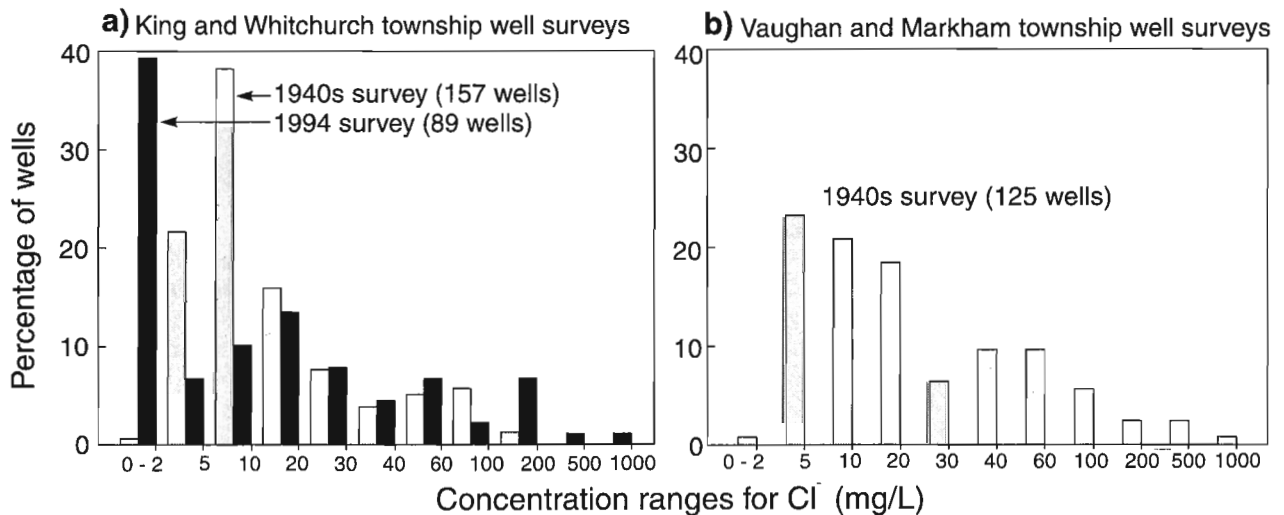 a) King and Whitchurch township well surveys
40
30
20
10
0
Percentage of wells
1940s survey (157 wells)
1994 survey (89 wells)
0 - 2 5 10 20 30 40 60 100 200 500 1000
b) Vaughan and Markham township well surveys
40
30
20
10
0
1940s survey (125 wells)
0 - 2 5 10 20 30 40 60 100 200 500 1000
Concentration ranges for Cl⁻ (mg/L)